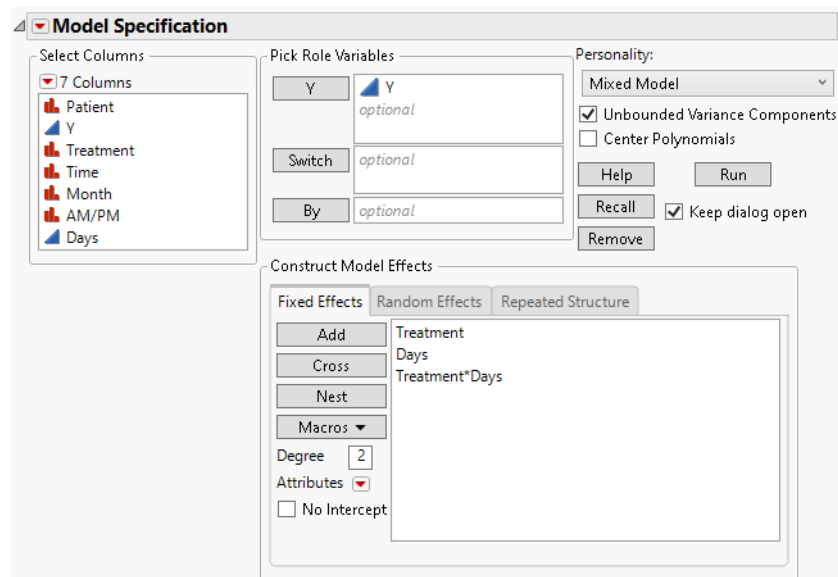 Model Specification
Select Columns
7 Columns
Patient
Y
Treatment
Time
Month
AM/PM
Days
Pick Role Variables
Y
Y
optional
Switch
optional
By
optional
Personality:
Mixed Model
Unbounded Variance Components
Center Polynomials
Help
Run
Recall
Keep dialog open
Remove
Construct Model Effects
Fixed Effects
Random Effects
Repeated Structure
Add
Cross
Nest
Macros
Degree 2
Attributes
No Intercept
Treatment
Days
Treatment*Days